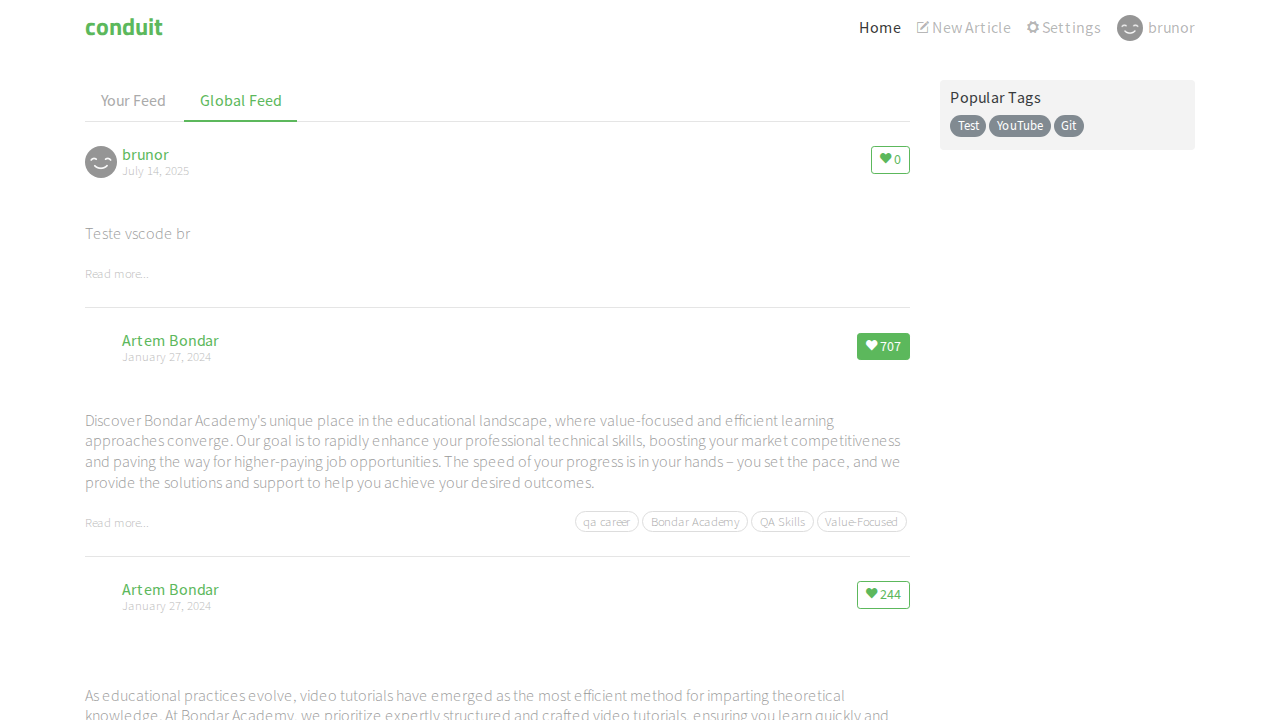 conduit
Home
New Article
Settings
brunor
Your Feed
Global Feed
Popular Tags
Test
YouTube
Git
brunor
July 14, 2025
0
Teste vscode br
Read more...
Artem Bondar
January 27, 2024
707
Discover Bondar Academy's unique place in the educational landscape, where value-focused and efficient learning
approaches converge. Our goal is to rapidly enhance your professional technical skills, boosting your market competitiveness
and paving the way for higher-paying job opportunities. The speed of your progress is in your hands – you set the pace, and we
provide the solutions and support to help you achieve your desired outcomes.
Read more...
qa career
Bondar Academy
QA Skills
Value-Focused
Artem Bondar
January 27, 2024
244
As educational practices evolve, video tutorials have emerged as the most efficient method for imparting theoretical
knowledge. At Bondar Academy, we prioritize expertly structured and crafted video tutorials, ensuring you learn quickly and